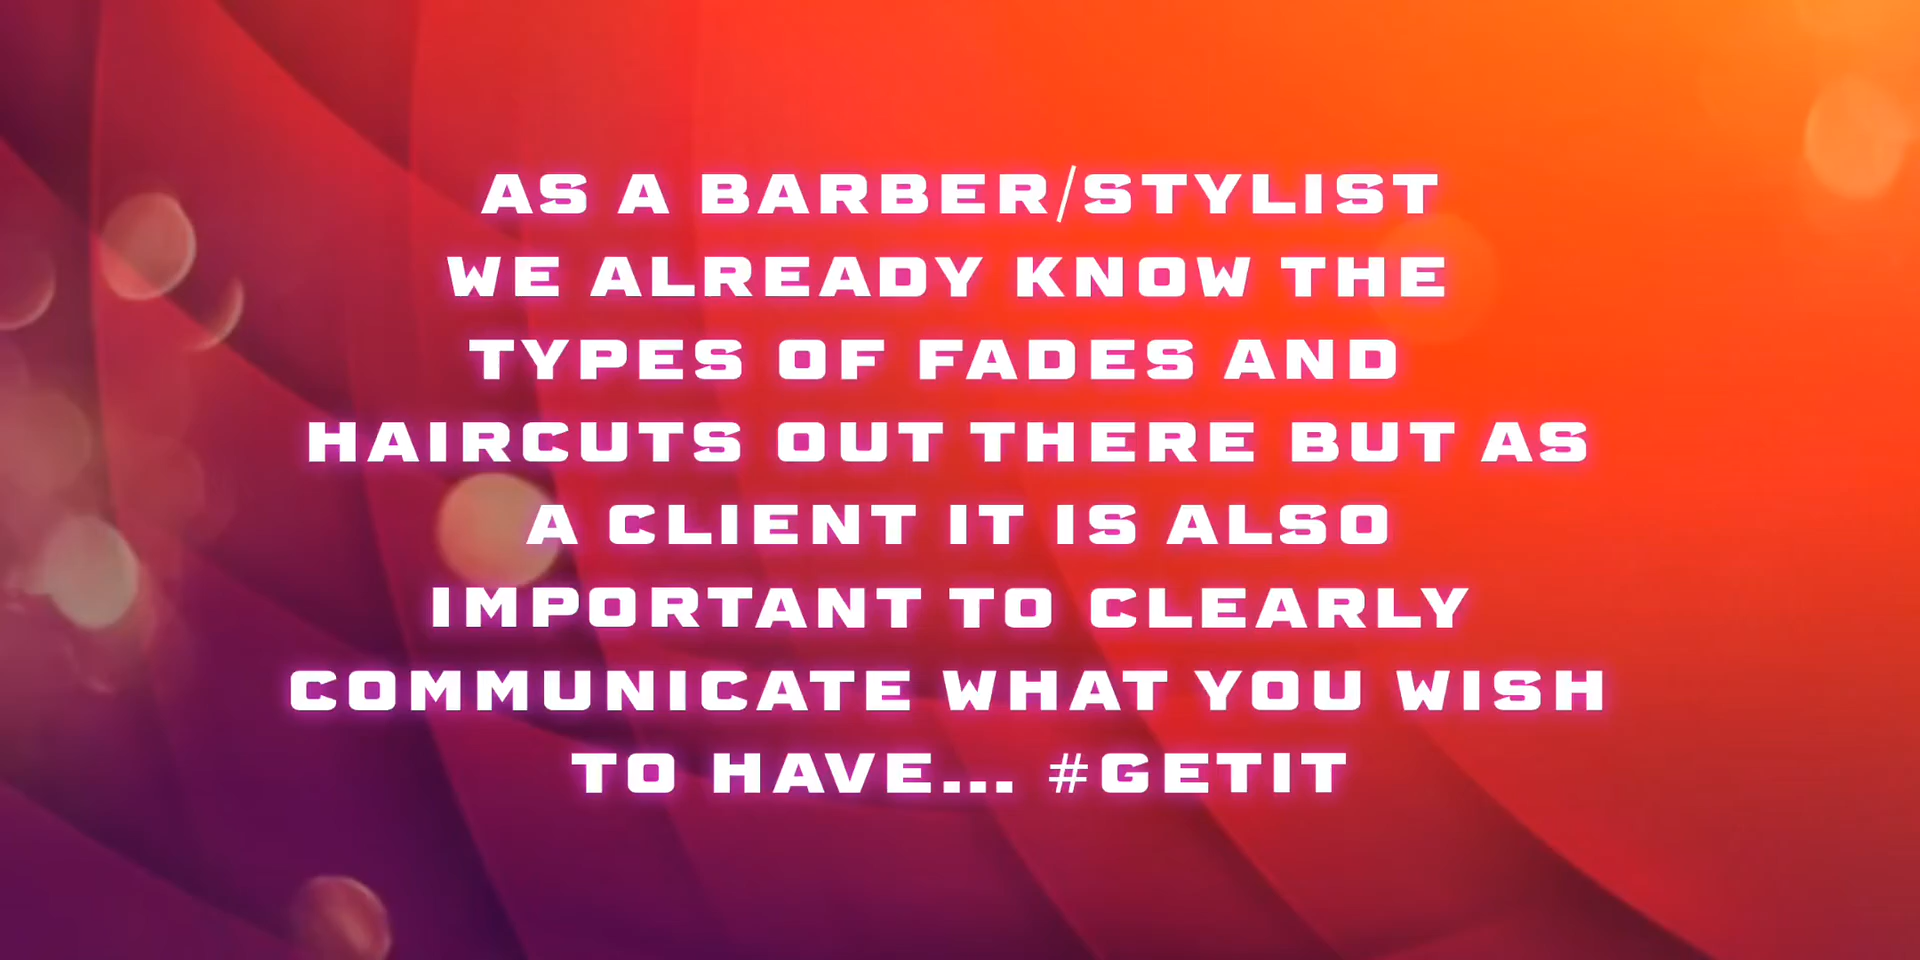 AS A BARBER/STYLIST
WE ALREADY KNOW THE
TYPES OF FADES AND
HAIRCUTS OUT THERE BUT AS
A CLIENT IT IS ALSO
IMPORTANT TO CLEARLY
COMMUNICATE WHAT YOU WISH
TO HAVE... #GETIT